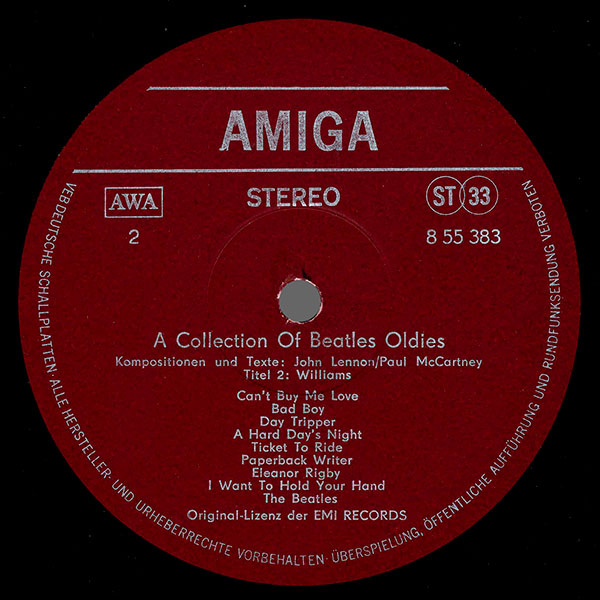 AMIGA
AWA
STEREO
ST 33
2
8 55 383
A Collection Of Beatles Oldies
Kompositionen und Texte: John Lennon/Paul McCartney
Titel 2: Williams
Can't Buy Me Love
Bad Boy
Day Tripper
A Hard Day's Night
Ticket To Ride
Paperback Writer
Eleanor Rigby
I Want To Hold Your Hand
The Beatles
Original-Lizenz der EMI RECORDS
VEB DEUTSCHE SCHALLPLATTEN · ALLE HERSTELLER- UND URHEBERRECHTE VORBEHALTEN · ÜBERSPIELUNG, ÖFFENTLICHE AUFFÜHRUNG UND RUNDFUNKSENDUNG VERBOTEN